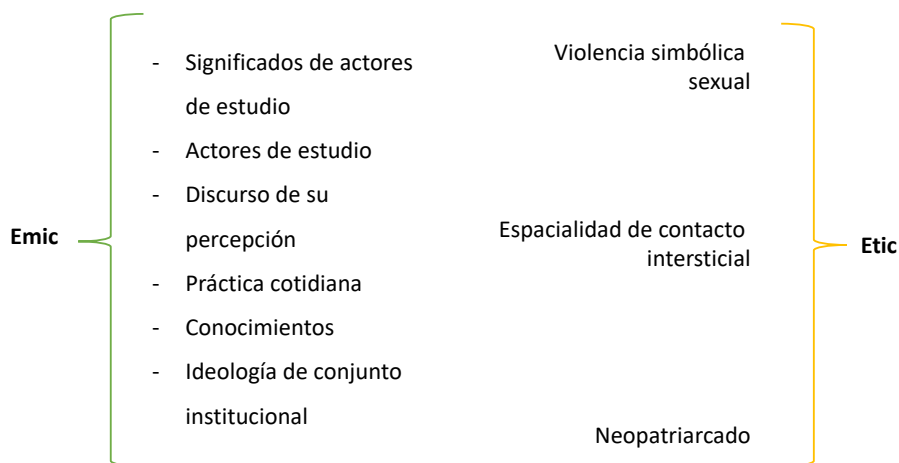 Emic
- Significados de actores
de estudio
- Actores de estudio
- Discurso de su
percepción
- Práctica cotidiana
- Conocimientos
- Ideología de conjunto
institucional
Violencia simbólica
sexual
Espacialidad de contacto
intersticial
Neopatriarcado
Etic